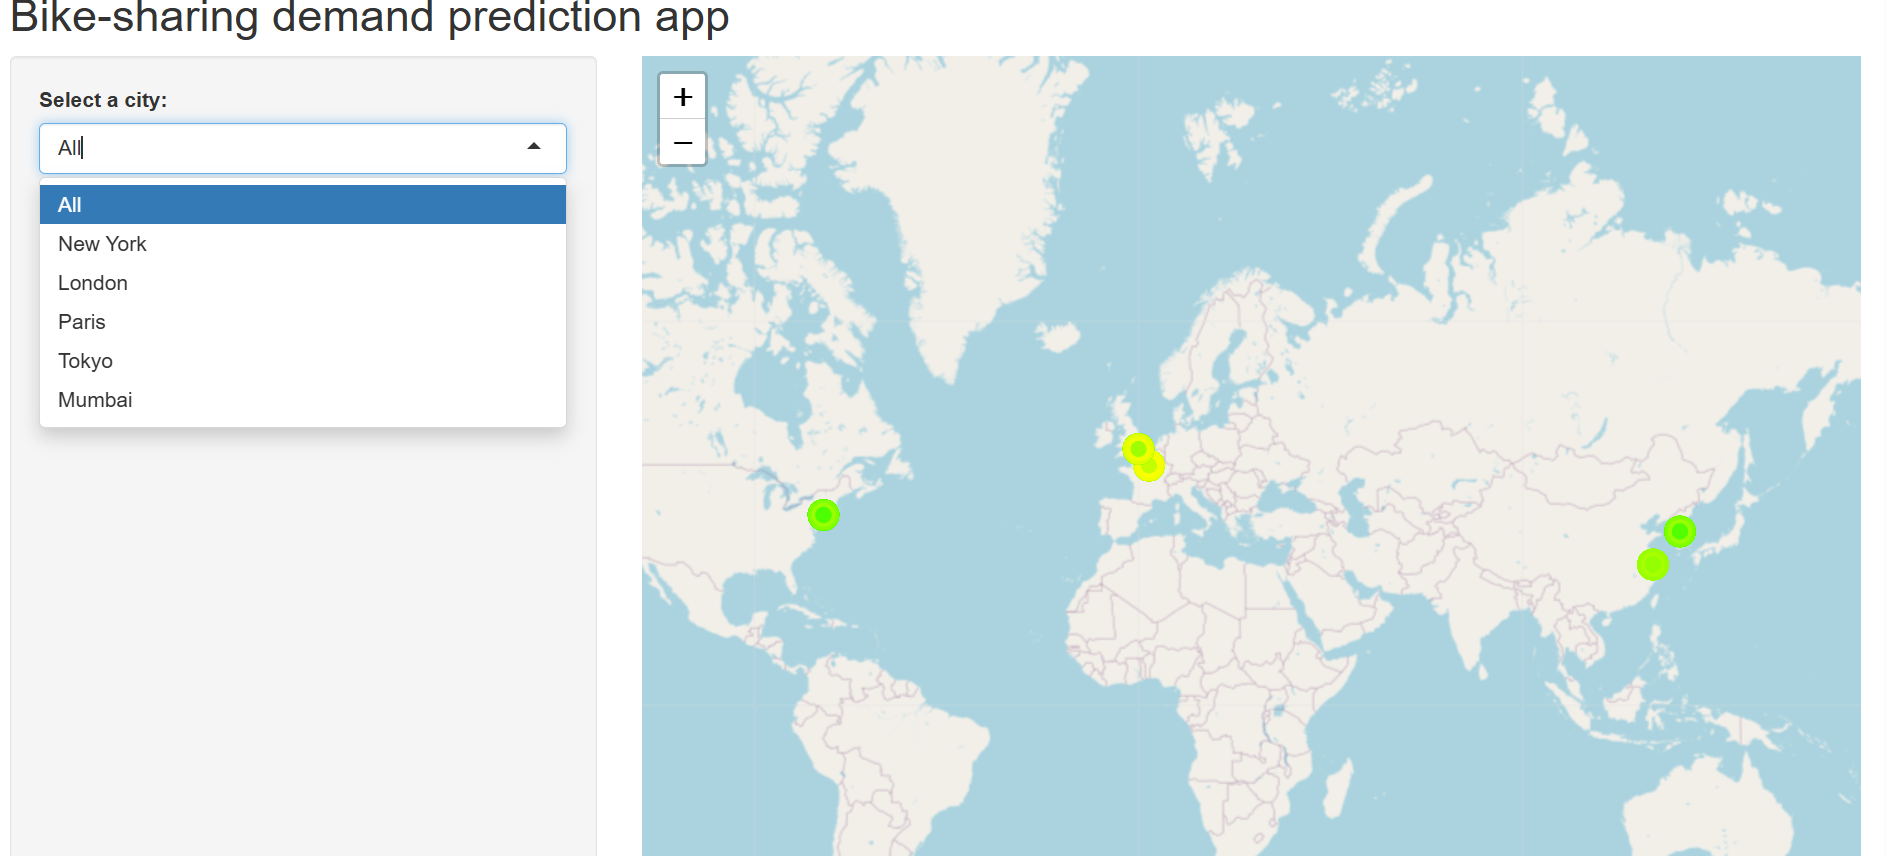 Bike-sharing demand prediction app
Select a city:
All
All
New York
London
Paris
Tokyo
Mumbai
+
−